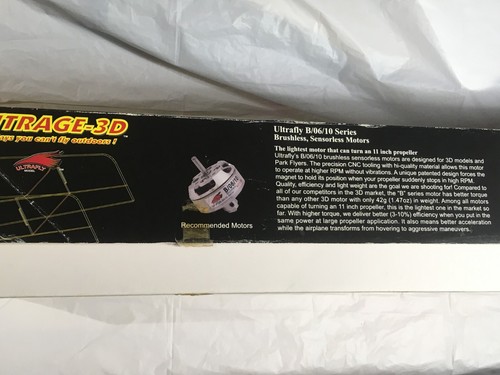 TRAGE-3D
ays you can't fly outdoors !
ULTRAFLY
B/06/10
Recommended Motors
Ultrafly B/06/10 Series
Brushless, Sensorless Motors
The lightest motor that can turn an 11 inch propeller
Ultrafly's B/06/10 brushless sensorless motors are designed for 3D models and
Park Flyers. The precision CNC tooling with hi-quality material allows this motor
to operate at higher RPM without vibrations. A unique patented design forces the
magnet to hold its position when your propeller suddenly stops in high RPM.
Quality, efficiency and light weight are the goal we are shooting for! Compared to
all of our competitors in the 3D market, the "B" series motor has better torque
than any other 3D motor with only 42g (1.47oz) in weight. Among all motors
capable of turning an 11 inch propeller, this is the lightest one in the market so
far. With higher torque, we deliver better (3-10%) efficiency when you put in the
same power at large propeller application. It also means better acceleration
while the airplane transforms from hovering to aggressive maneuvers.